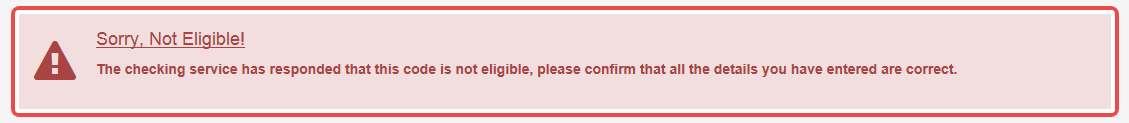 Sorry, Not Eligible!
The checking service has responded that this code is not eligible, please confirm that all the details you have entered are correct.